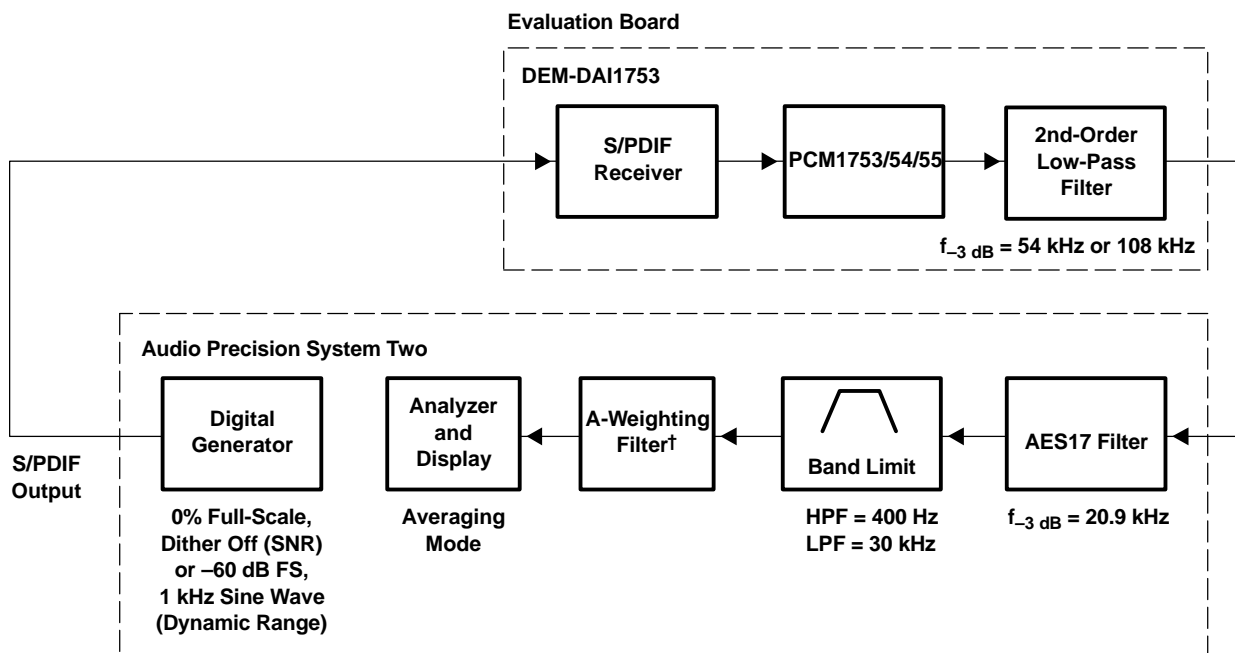 Evaluation Board
DEM-DAI1753
S/PDIF
Receiver
PCM1753/54/55
2nd-Order
Low-Pass
Filter
f–3 dB = 54 kHz or 108 kHz
Audio Precision System Two
Digital
Generator
Analyzer
and
Display
A-Weighting
Filter†
Band Limit
AES17 Filter
S/PDIF
Output
0% Full-Scale,
Dither Off (SNR)
or –60 dB FS,
1 kHz Sine Wave
(Dynamic Range)
Averaging
Mode
HPF = 400 Hz
LPF = 30 kHz
f–3 dB = 20.9 kHz